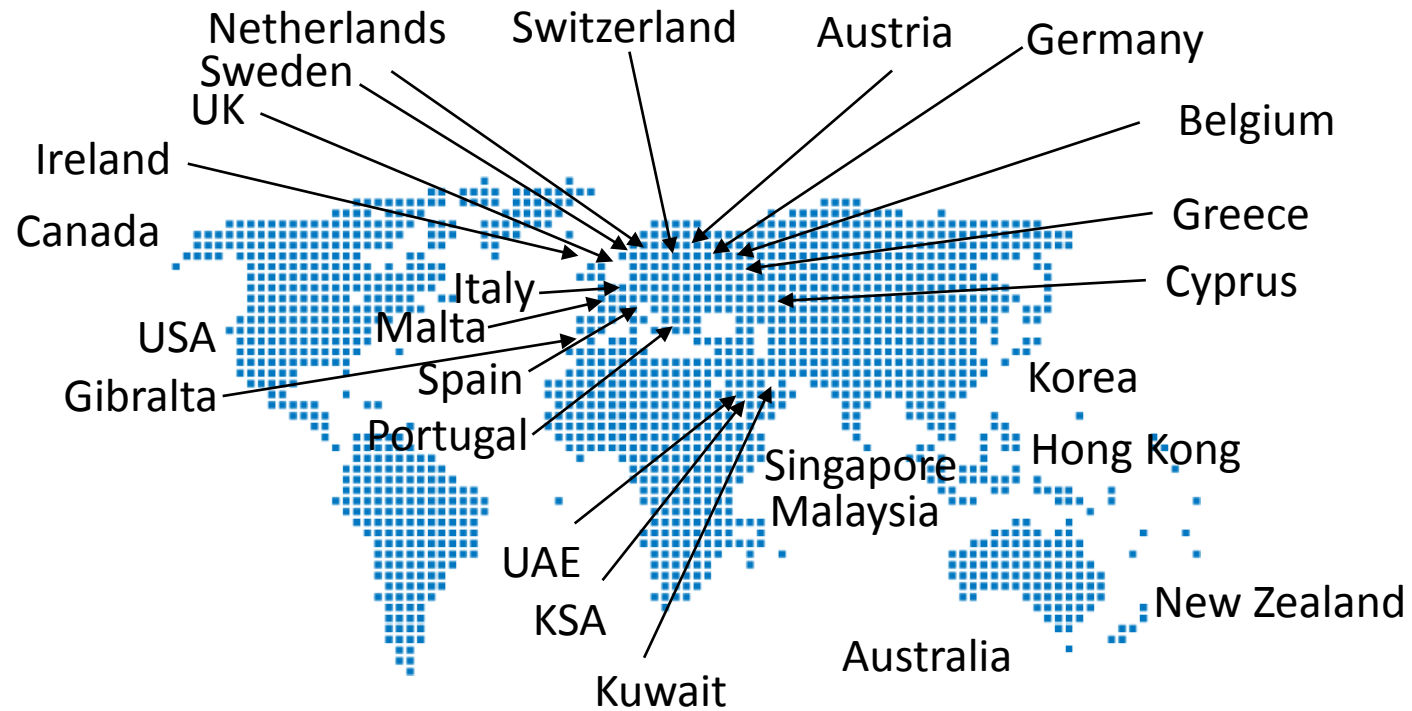 Netherlands
Switzerland
Austria
Germany
Sweden
UK
Belgium
Ireland
Greece
Canada
Cyprus
Italy
Malta
USA
Spain
Korea
Gibralta
Portugal
Hong Kong
Singapore
Malaysia
UAE
New Zealand
KSA
Australia
Kuwait